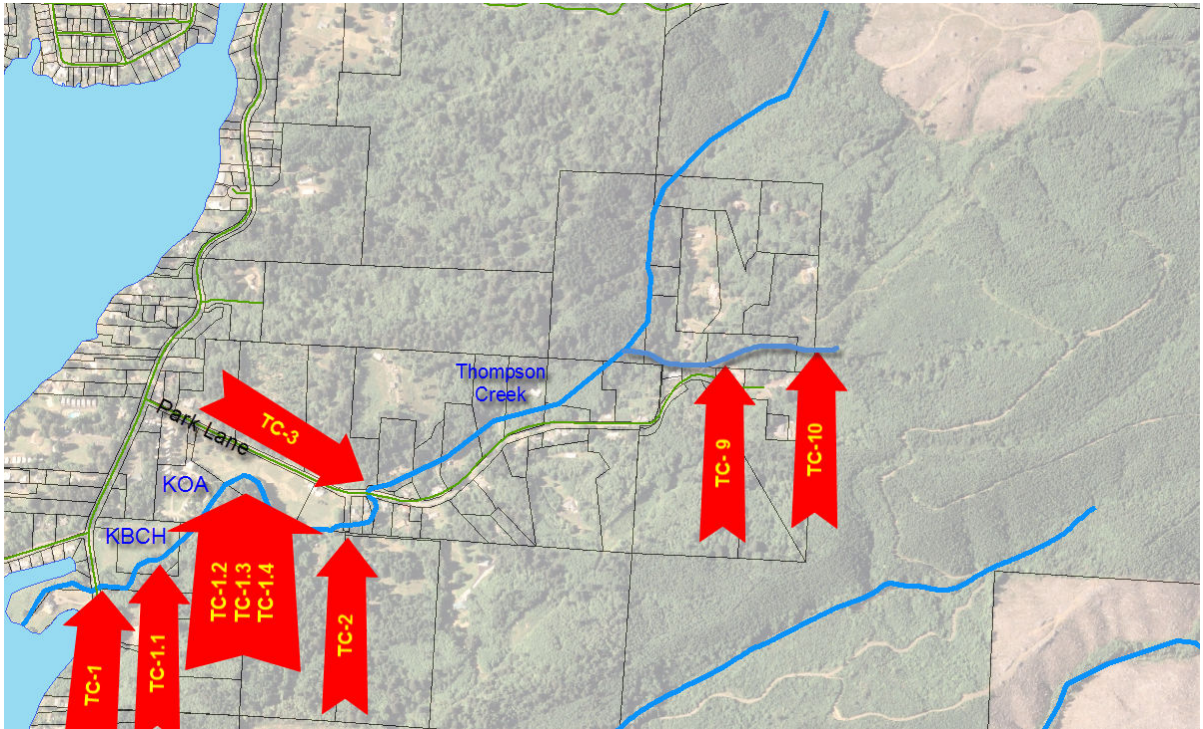 Thompson
Creek
Park Lane
TC-3
KOA
KBCH
TC-1
TC-1.1
TC-1.2
TC-1.3
TC-1.4
TC-2
TC- 9
TC-10